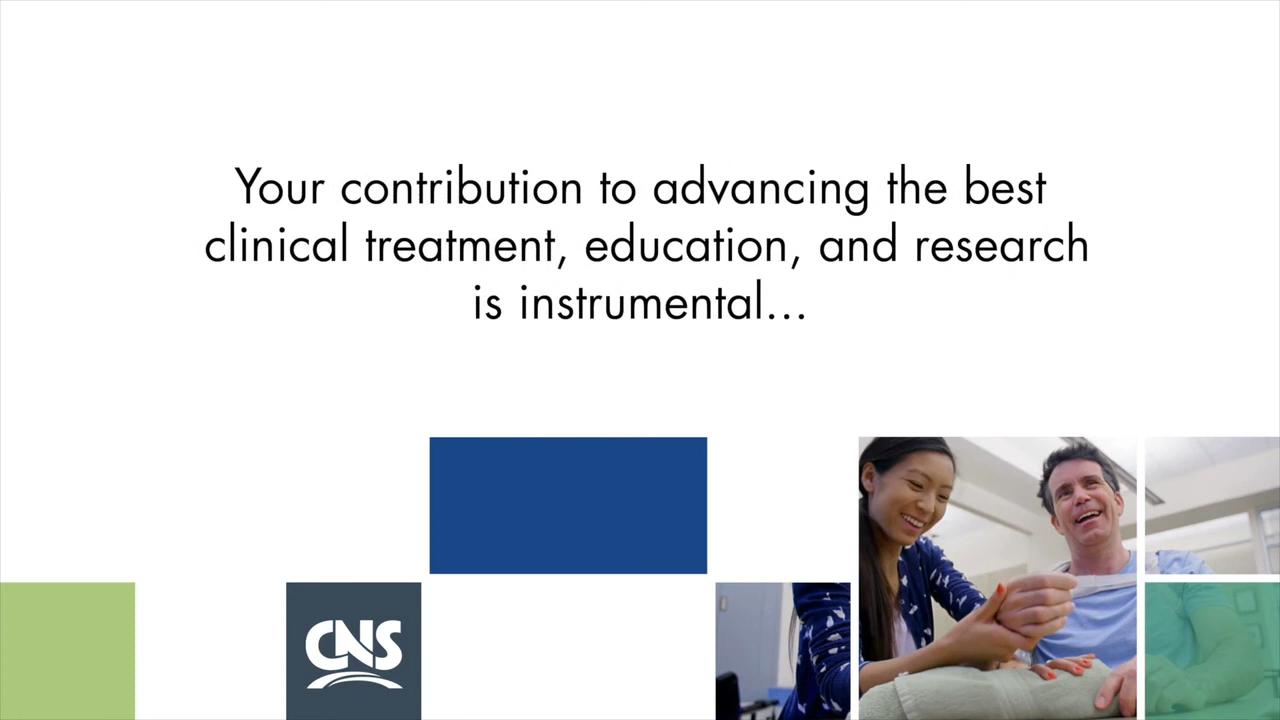 Your contribution to advancing the best
clinical treatment, education, and research
is instrumental...
CNS